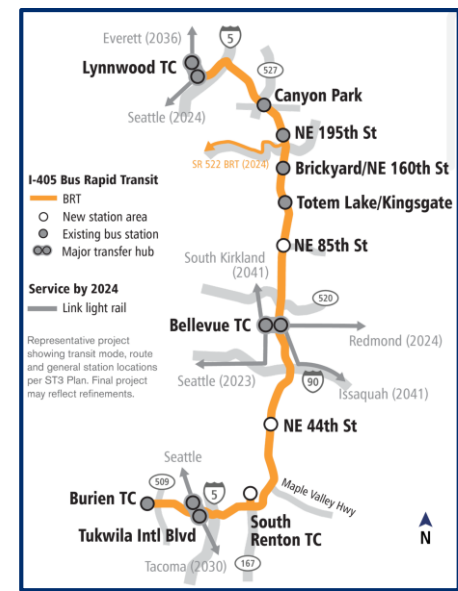 Everett (2036)
5
Lynnwood TC
527
Canyon Park
Seattle (2024)
NE 195th St
SR 522 BRT (2024)
Brickyard/NE 160th St
I-405 Bus Rapid Transit
BRT
Totem Lake/Kingsgate
New station area
Existing bus station
Major transfer hub
NE 85th St
South Kirkland
(2041)
Service by 2024
Link light rail
520
Bellevue TC
Representative project
showing transit mode, route
and general station locations
per ST3 Plan. Final project
may reflect refinements.
Redmond (2024)
Seattle (2023)
90
Issaquah (2041)
NE 44th St
Seattle
509
5
Maple Valley Hwy
Burien TC
Tukwila Intl Blvd
South
Renton TC
N
Tacoma (2030)
167